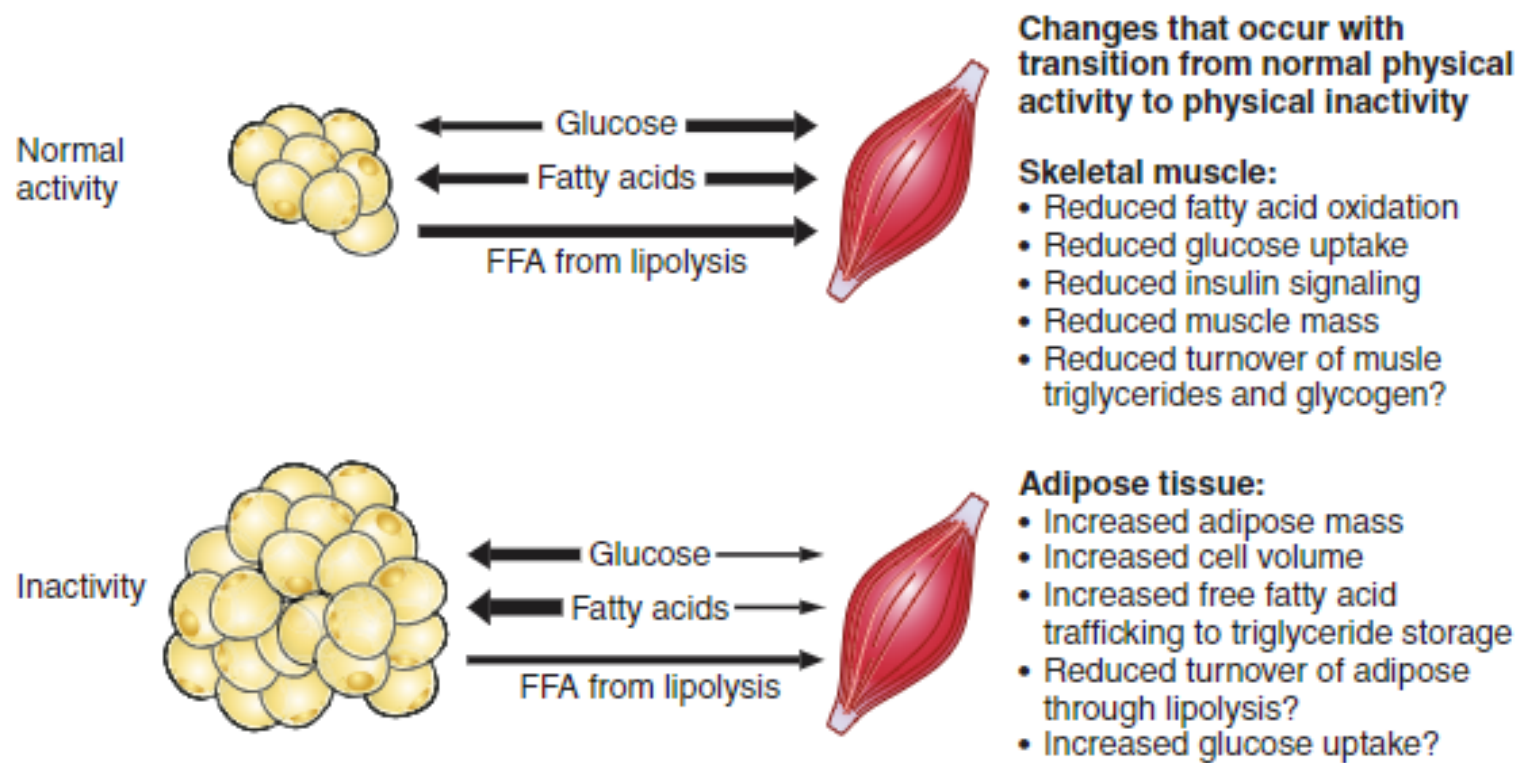 Normal
activity
Glucose
Fatty acids
FFA from lipolysis
Inactivity
Glucose
Fatty acids
FFA from lipolysis
Changes that occur with
transition from normal physical
activity to physical inactivity
Skeletal muscle:
• Reduced fatty acid oxidation
• Reduced glucose uptake
• Reduced insulin signaling
• Reduced muscle mass
• Reduced turnover of musle
triglycerides and glycogen?
Adipose tissue:
• Increased adipose mass
• Increased cell volume
• Increased free fatty acid
trafficking to triglyceride storage
• Reduced turnover of adipose
through lipolysis?
• Increased glucose uptake?